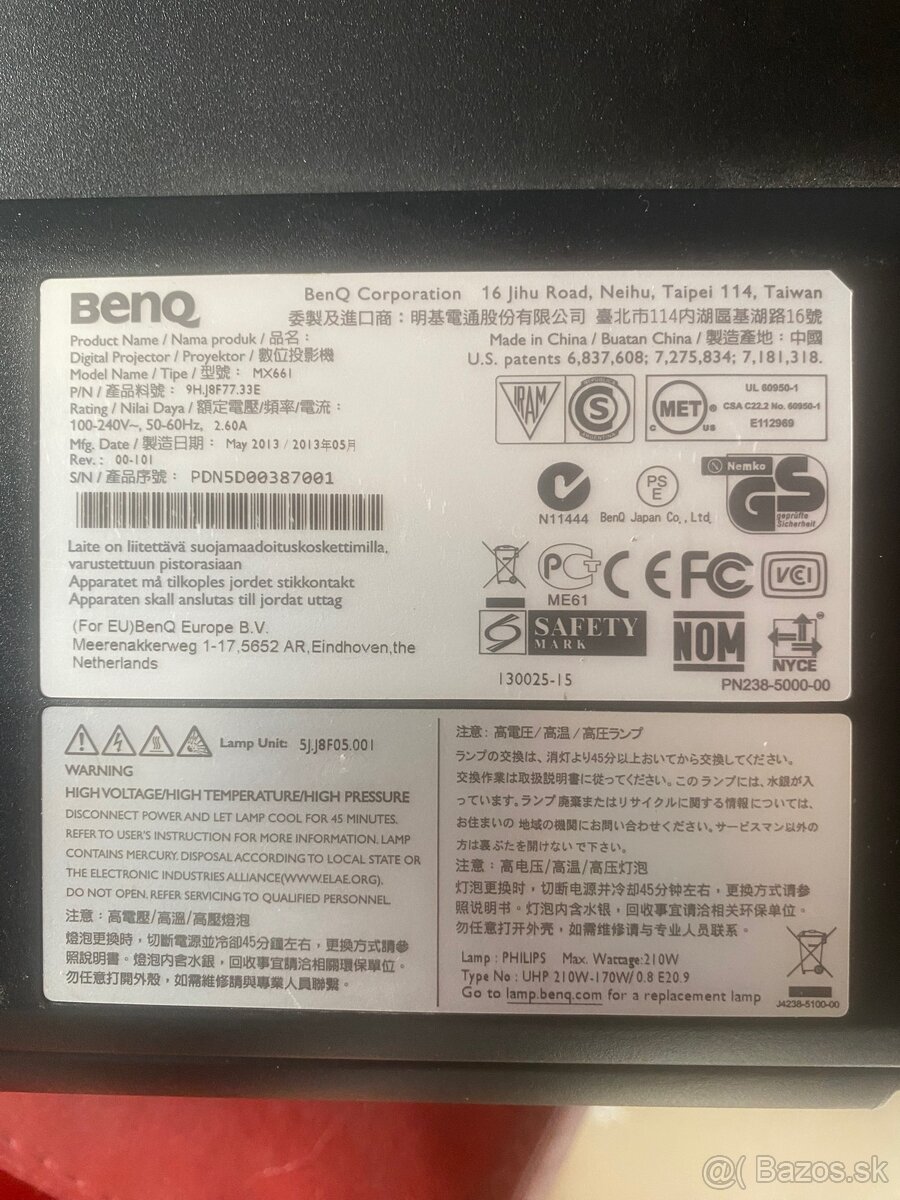 BenQ
BenQ Corporation 16 Jihu Road, Neihu, Taipei 114, Taiwan
委製及進口商：明基電通股份有限公司 臺北市114內湖區基湖路16號
Made in China / Buatan China / 製造產地：中國
U.S. patents 6,837,608; 7,275,834; 7,181,318.
Product Name / Nama produk / 品名：
Digital Projector / Proyektor / 數位投影機
Model Name / Tipe / 型號： MX661
P/N / 產品料號： 9H.J8F77.33E
Rating / Nilai Daya / 額定電壓/頻率/電流：
100-240V~, 50-60Hz, 2.60A
Mfg. Date / 製造日期： May 2013 / 2013年05月
Rev.: 00-101
S/N / 產品序號： PDN5D00387001
IRAM
S
MET
C US
UL 60950-1
CSA C22.2 No. 60950-1
E112969
N11444
PS
E
BenQ Japan Co., Ltd.
Nemko
GS
geprüfte
Sicherheit
Laite on liitettävä suojamaadoituskoskettimilla,
varustettuun pistorasiaan
Apparatet må tilkoples jordet stikkontakt
Apparaten skall anslutas till jordat uttag
ME61
CE
FC
VCI
(For EU)BenQ Europe B.V.
Meerenakkerweg 1-17,5652 AR,Eindhoven,the
Netherlands
SAFETY
MARK
NOM
NYCE
130025-15
PN238-5000-00
Lamp Unit: 5J.J8F05.001
WARNING
HIGH VOLTAGE/HIGH TEMPERATURE/HIGH PRESSURE
DISCONNECT POWER AND LET LAMP COOL FOR 45 MINUTES.
REFER TO USER'S INSTRUCTION FOR MORE INFORMATION. LAMP
CONTAINS MERCURY. DISPOSAL ACCORDING TO LOCAL STATE OR
THE ELECTRONIC INDUSTRIES ALLIANCE(WWW.ELAE.ORG).
DO NOT OPEN. REFER SERVICING TO QUALIFIED PERSONNEL.
注意：高電壓/高溫/高壓燈泡
燈泡更換時，切斷電源並冷卻45分鐘左右，更換方式請參
照說明書。燈泡內含水銀，回收事宜請洽相關環保單位。
勿任意打開外殼，如需維修請與專業人員聯繫。
注意：高電圧/高温/高圧ランプ
ランプの交換は、消灯より45分以上おいてから交換してください。
交換作業は取扱説明書に従ってください。このランプには、水銀が入
っています。ランプ廃棄またはリサイクルに関する情報については、
お住まいの 地域の機関にお問い合わせください。サービスマン以外の
方は裏ぶたを開けないで下さい。
注意：高电压/高温/高压灯泡
灯泡更换时，切断电源并冷却45分钟左右，更换方式请参
照说明书。灯泡内含水银，回收事宜请洽相关环保单位。
勿任意打开外壳，如需维修请与专业人员联系。
Lamp : PHILIPS Max. Wattage:210W
Type No : UHP 210W-170W/ 0.8 E20.9
Go to lamp.benq.com for a replacement lamp
J4238-5100-00
@( Bazos.sk